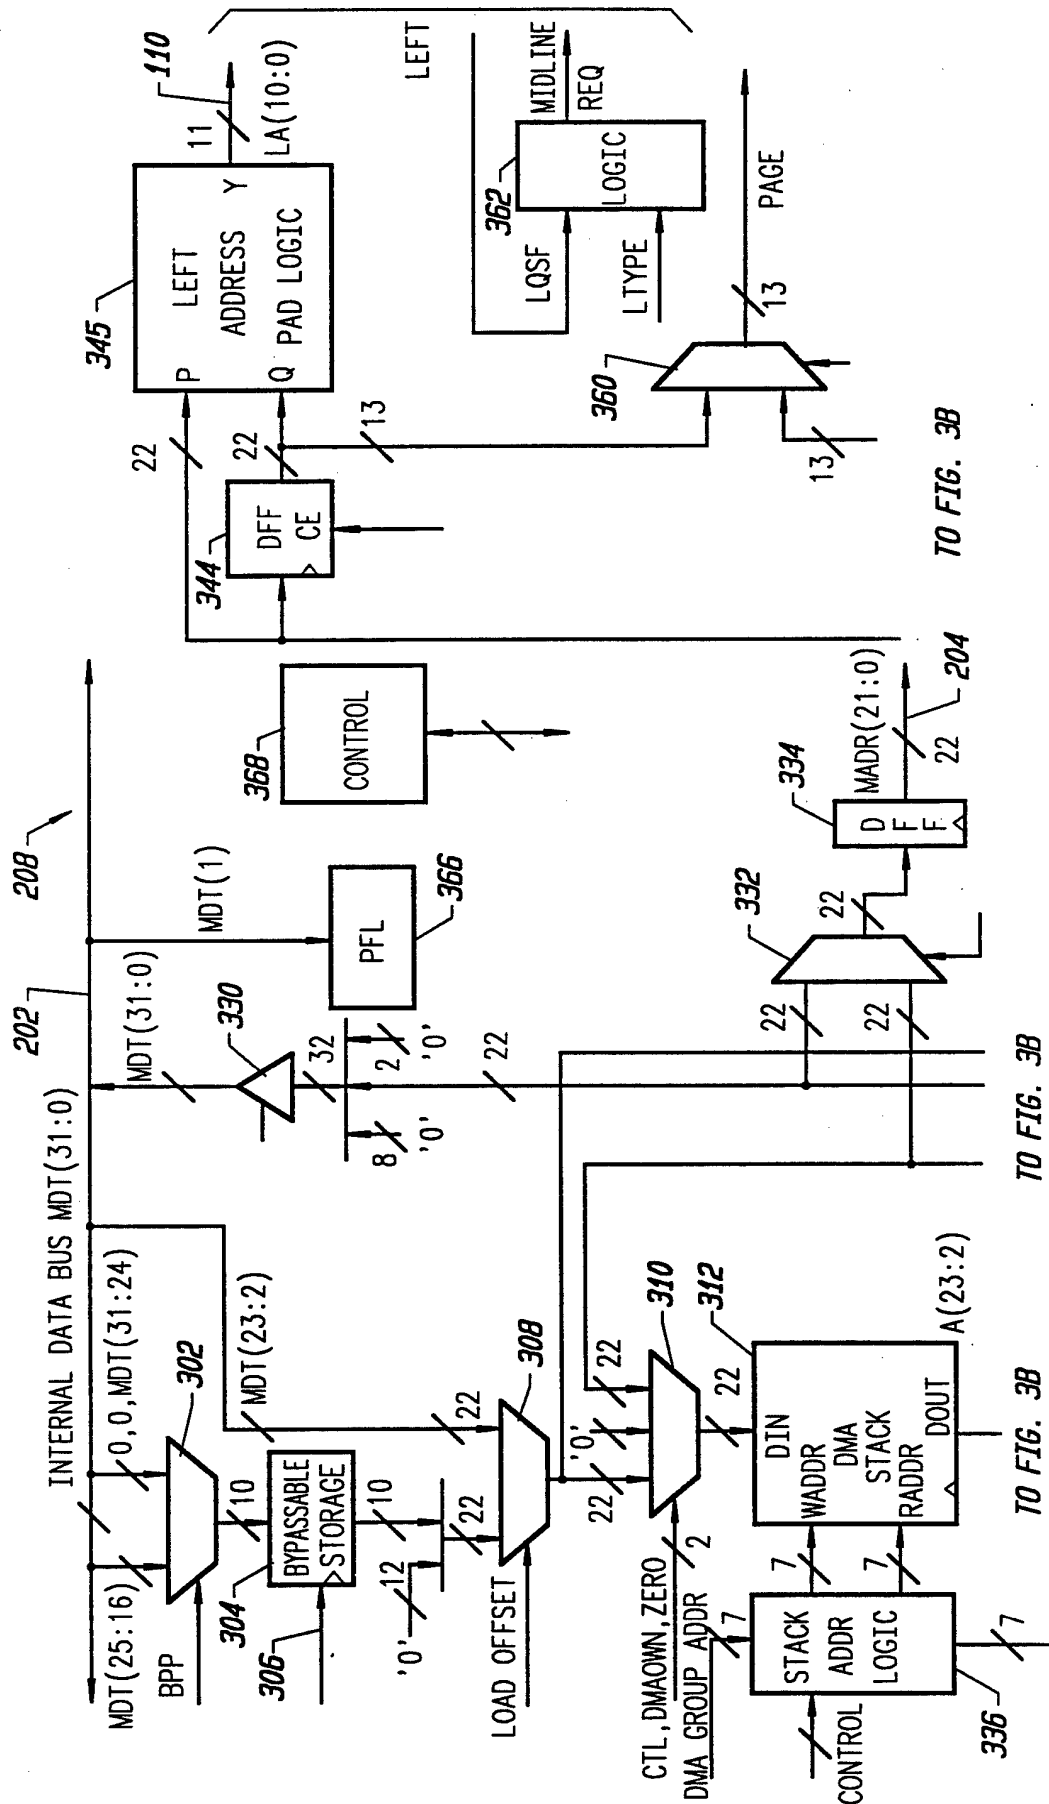 208
202
INTERNAL DATA BUS MDT(31:0)
MDT(25:16)
0,0,MDT(31:24)
302
BPP
10
304
BYPASSABLE
STORAGE
306
10
'0'
12
22
MDT(23:2)
22
308
LOAD OFFSET
MDT(31:0)
330
32
8
'0'
2
'0'
22
MDT(1)
PFL
366
368
CONTROL
22
'0'
22
310
CTL,DMAOWN,ZERO
2
DMA GROUP ADDR
7
22
312
DIN
WADDR
DMA
STACK
RADDR
DOUT
A(23:2)
STACK
ADDR
LOGIC
7
7
7
CONTROL
336
22
22
332
22
334
D
F
F
MADR(21:0)
22
204
344
DFF
CE
22
22
13
345
P
Q
LEFT
ADDRESS
PAD LOGIC
Y
11
110
LA(10:0)
LEFT
LQSF
LTYPE
362
LOGIC
MIDLINE
REQ
360
13
13
PAGE
TO FIG. 3B
TO FIG. 3B
TO FIG. 3B